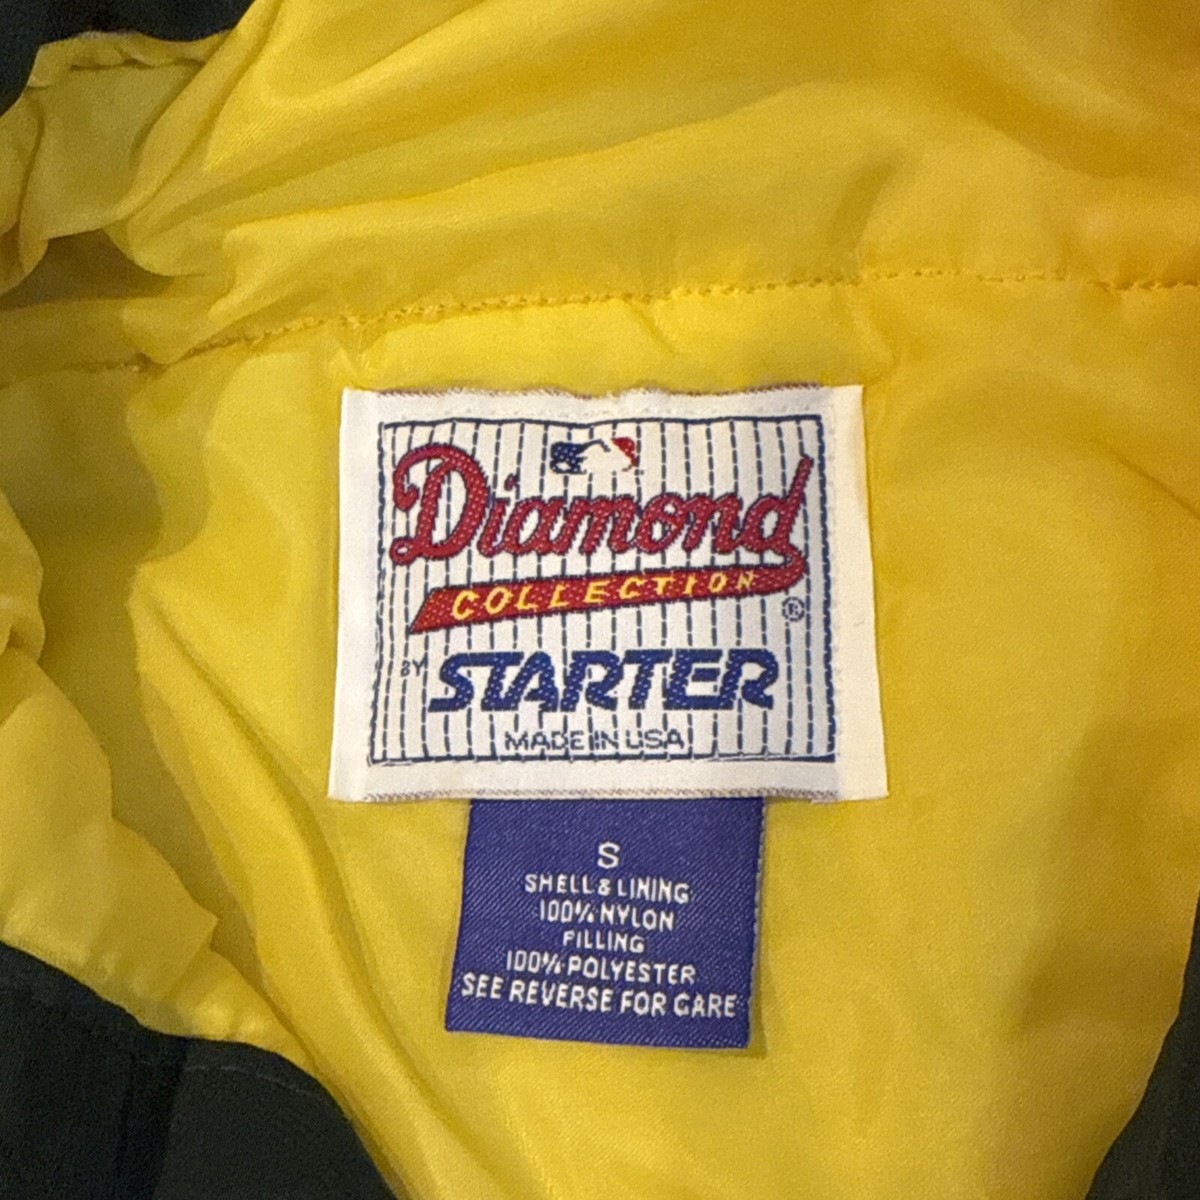 Diamond
COLLECTION
®
BY STARTER
MADE IN USA
S
SHELL & LINING
100% NYLON
FILLING
100% POLYESTER
SEE REVERSE FOR CARE